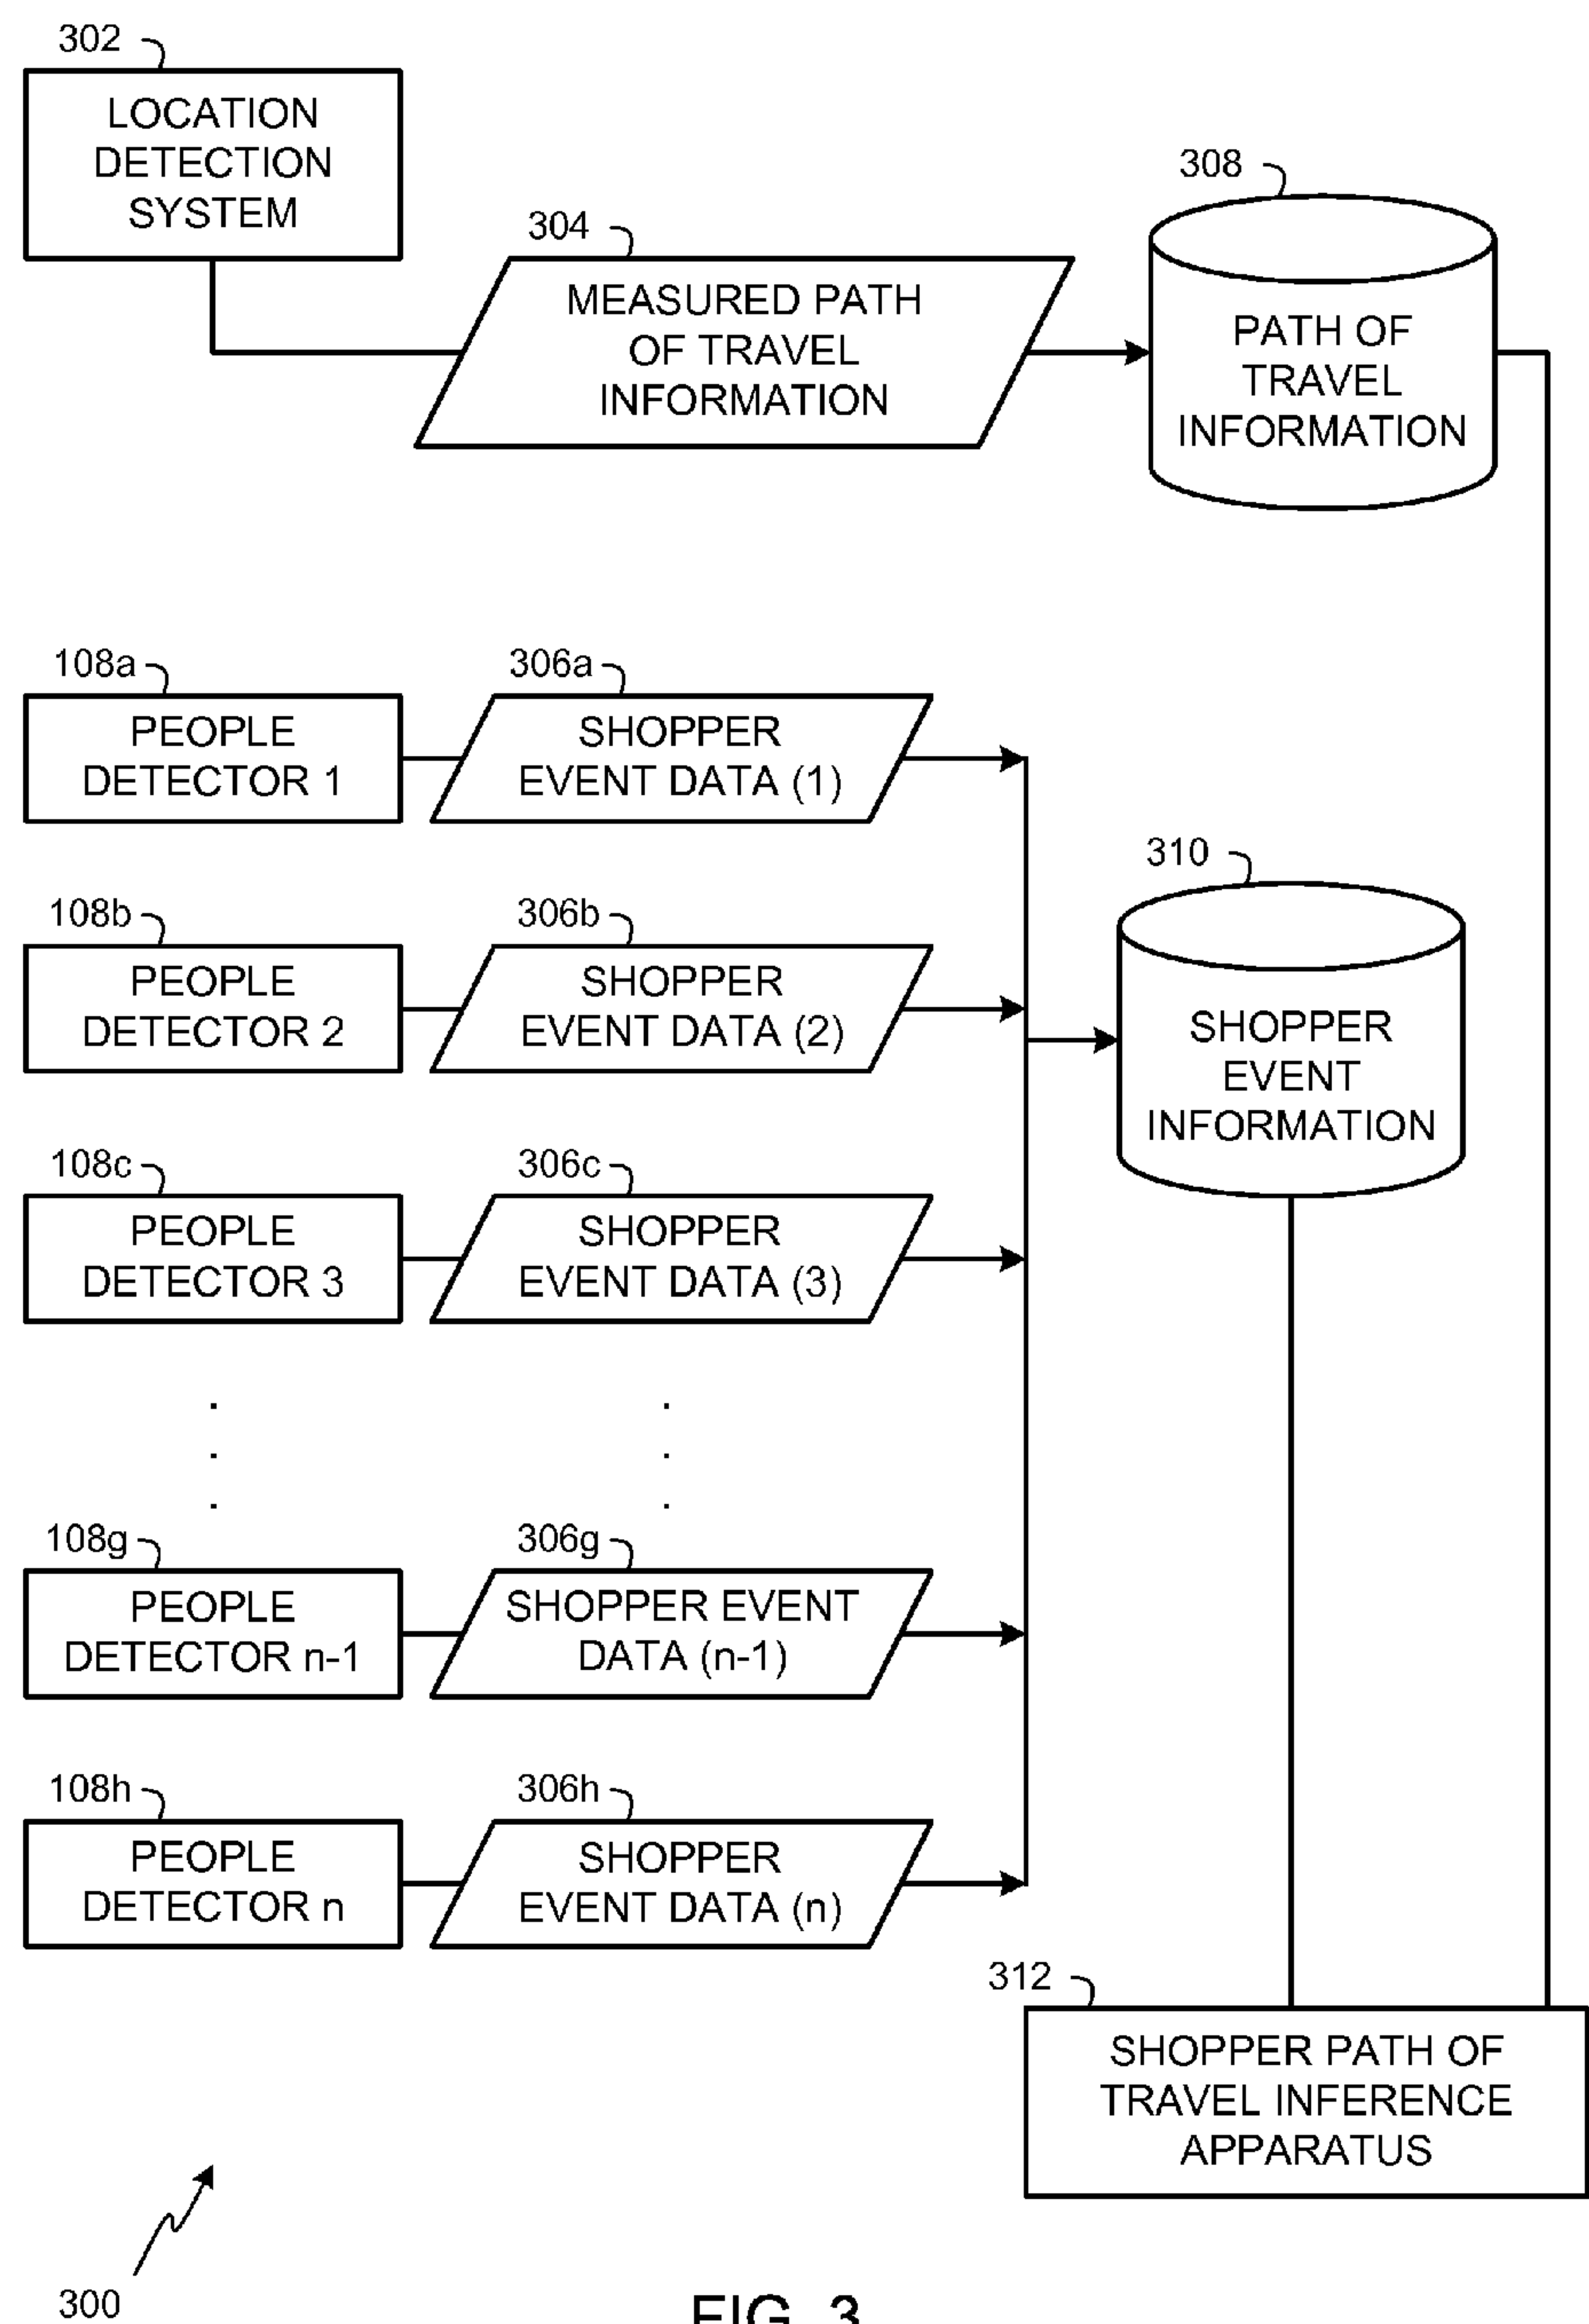 302
LOCATION
DETECTION
SYSTEM
304
MEASURED PATH
OF TRAVEL
INFORMATION
308
PATH OF
TRAVEL
INFORMATION
108a
PEOPLE
DETECTOR 1
306a
SHOPPER
EVENT DATA (1)
108b
PEOPLE
DETECTOR 2
306b
SHOPPER
EVENT DATA (2)
310
SHOPPER
EVENT
INFORMATION
108c
PEOPLE
DETECTOR 3
306c
SHOPPER
EVENT DATA (3)
108g
PEOPLE
DETECTOR n-1
306g
SHOPPER EVENT
DATA (n-1)
108h
PEOPLE
DETECTOR n
306h
SHOPPER
EVENT DATA (n)
312
SHOPPER PATH OF
TRAVEL INFERENCE
APPARATUS
300
FIG. 3